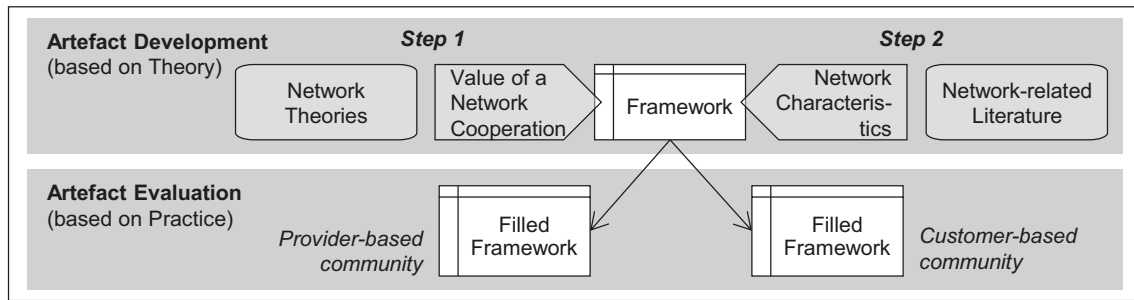 Artefact Development
(based on Theory)
Step 1
Step 2
Network
Theories
Value of a
Network
Cooperation
Framework
Network
Characteris-
tics
Network-related
Literature
Artefact Evaluation
(based on Practice)
Provider-based
community
Filled
Framework
Filled
Framework
Customer-based
community